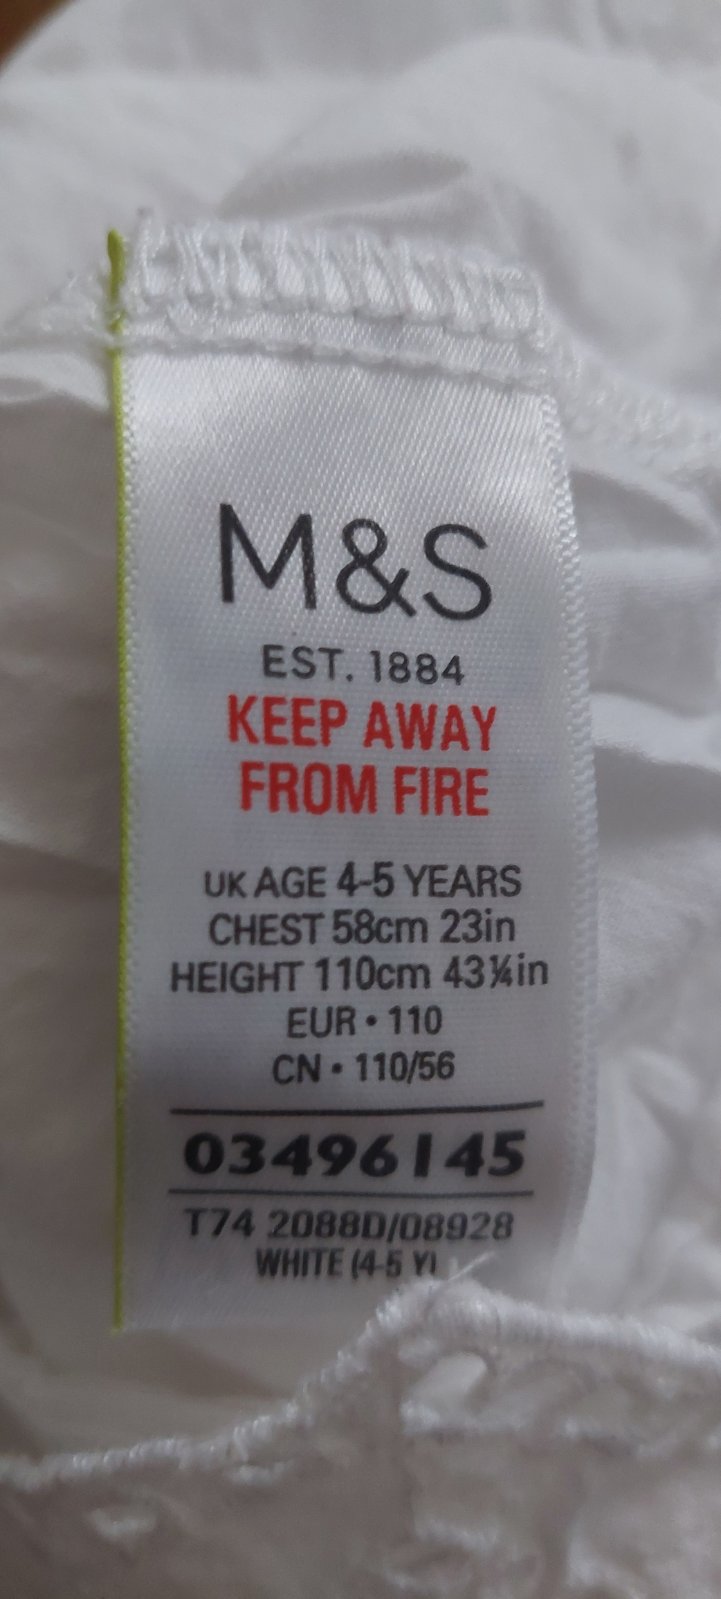 M&S
EST. 1884
KEEP AWAY
FROM FIRE
UK AGE 4-5 YEARS
CHEST 58cm 23in
HEIGHT 110cm 43¼in
EUR • 110
CN • 110/56
03496145
T74 2088D/08928
WHITE (4-5 Y)